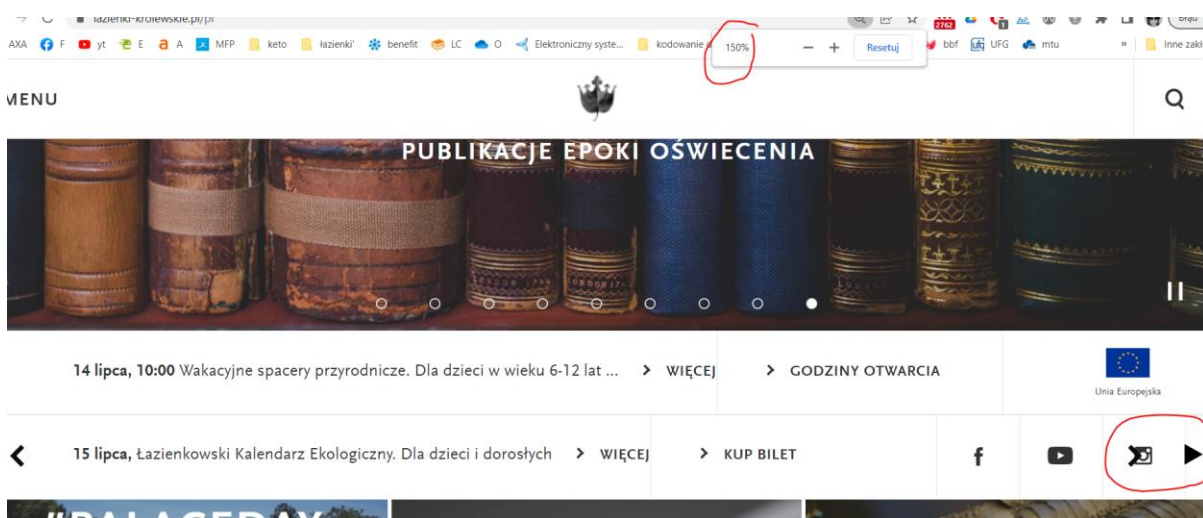 lazienki-krolewskie.pl/pl
2762
AXA F yt E A MFP keto łazienki' benefit LC O Elektroniczny syste... kodowanie bbf UFG mtu » Inne zakł
150% — + Resetuj
MENU
PUBLIKACJE EPOKI OŚWIECENIA
14 lipca, 10:00 Wakacyjne spacery przyrodnicze. Dla dzieci w wieku 6-12 lat ... > WIĘCEJ > GODZINY OTWARCIA
Unia Europejska
15 lipca, Łazienkowski Kalendarz Ekologiczny. Dla dzieci i dorosłych > WIĘCEJ > KUP BILET